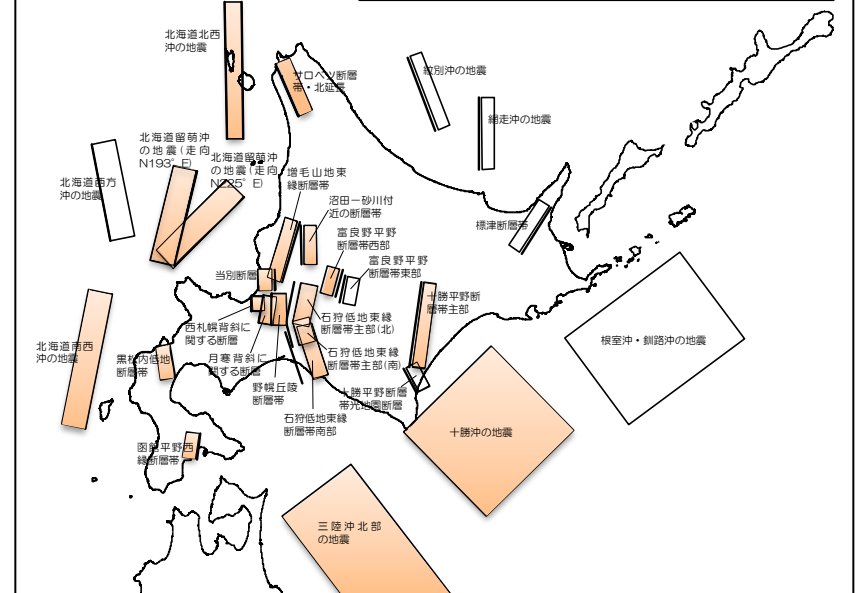 北海道北西
沖の地震
サロベツ断層
帯・北延長
紋別沖の地震
網走沖の地震
北海道留萌沖
の地震(走向
N193°E)
北海道留萌沖
の地震(走向
N225°E)
北海道西方
沖の地震
増毛山地東
縁断層帯
沼田ー砂川付
近の断層帯
富良野平野
断層帯西部
富良野平野
断層帯東部
標津断層帯
当別断層
十勝平野断
層帯主部
石狩低地東縁
断層帯主部(北)
西札幌背斜に
関する断層
北海道南西
沖の地震
黒松内低地
断層帯
月寒背斜に
関する断層
石狩低地東縁
断層帯主部(南)
根室沖・釧路沖の地震
野幌丘陵
断層帯
十勝平野断層
帯光地園断層
石狩低地東縁
断層帯南部
十勝沖の地震
函館平野西
縁断層帯
三陸沖北部
の地震